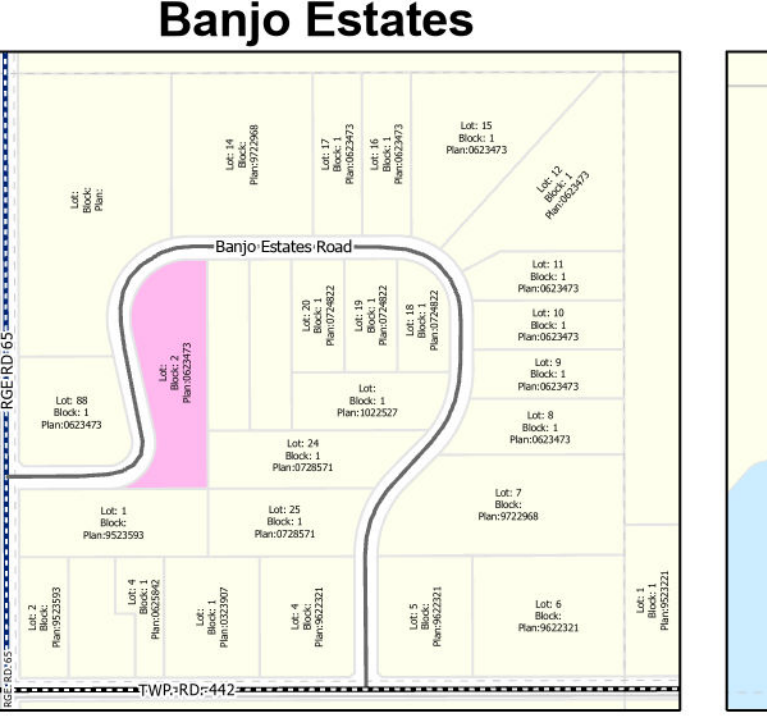 Banjo Estates
Lot:
Block:
Plan:
Lot: 14
Block:
Plan:9722968
Lot: 17
Block: 1
Plan:0623473
Lot: 16
Block: 1
Plan:0623473
Lot: 15
Block: 1
Plan:0623473
Lot: 12
Block: 1
Plan:0623473
Banjo Estates Road
Lot: 11
Block: 1
Plan:0623473
Lot: 10
Block: 1
Plan:0623473
Lot: 9
Block: 1
Plan:0623473
Lot: 8
Block: 1
Plan:0623473
Lot: 20
Block: 1
Plan:0724822
Lot: 19
Block: 1
Plan:0724822
Lot: 18
Block: 1
Plan:0724822
Lot:
Block: 2
Plan:0623473
RGE RD 65
Lot: 88
Block: 1
Plan:0623473
Lot:
Block: 1
Plan:1022527
Lot: 24
Block: 1
Plan:0728571
Lot: 7
Block:
Plan:9722968
Lot: 1
Block:
Plan:9523593
Lot: 25
Block: 1
Plan:0728571
Lot: 2
Block:
Plan:9523593
Lot: 4
Block: 1
Plan:0625842
Lot:
Block: 1
Plan:0323907
Lot: 4
Block:
Plan:9622321
Lot: 5
Block:
Plan:9622321
Lot: 6
Block:
Plan:9622321
Lot: 1
Block: 1
Plan:9523221
RGE RD 65
TWP. RD. 442